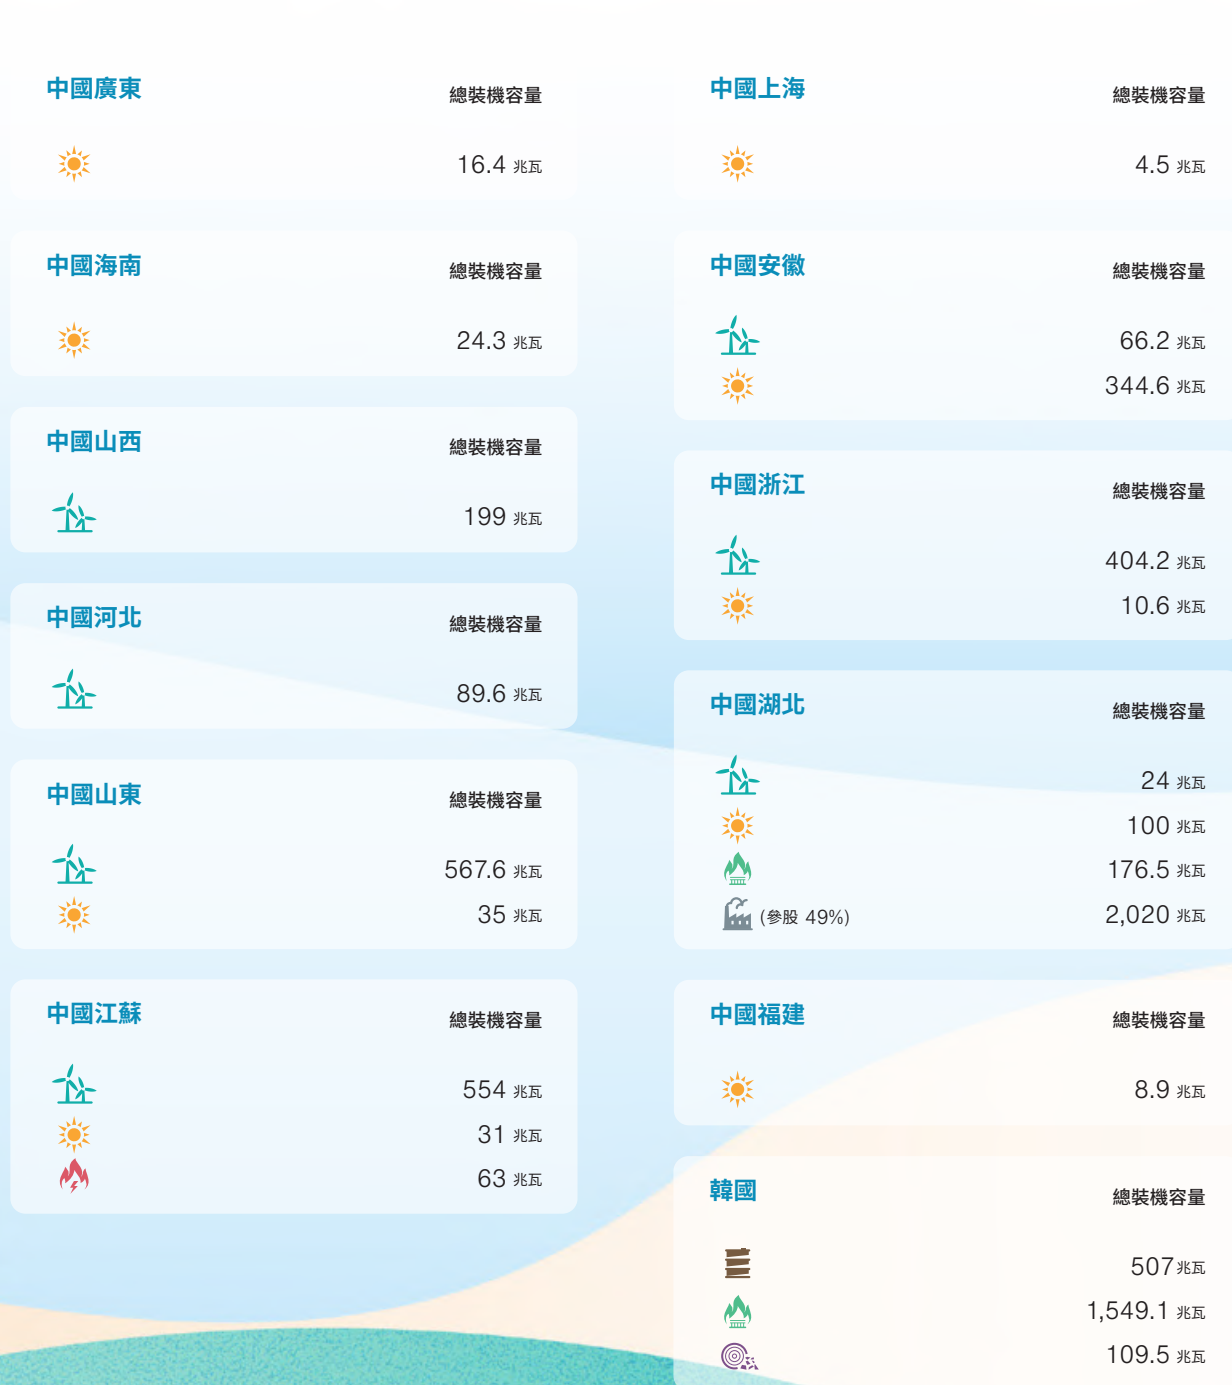 中國廣東
總裝機容量
16.4 兆瓦
中國海南
總裝機容量
24.3 兆瓦
中國山西
總裝機容量
199 兆瓦
中國河北
總裝機容量
89.6 兆瓦
中國山東
總裝機容量
567.6 兆瓦
35 兆瓦
中國江蘇
總裝機容量
554 兆瓦
31 兆瓦
63 兆瓦
中國上海
總裝機容量
4.5 兆瓦
中國安徽
總裝機容量
66.2 兆瓦
344.6 兆瓦
中國浙江
總裝機容量
404.2 兆瓦
10.6 兆瓦
中國湖北
總裝機容量
24 兆瓦
100 兆瓦
176.5 兆瓦
(參股 49%) 2,020 兆瓦
中國福建
總裝機容量
8.9 兆瓦
韓國
總裝機容量
507兆瓦
1,549.1 兆瓦
109.5 兆瓦